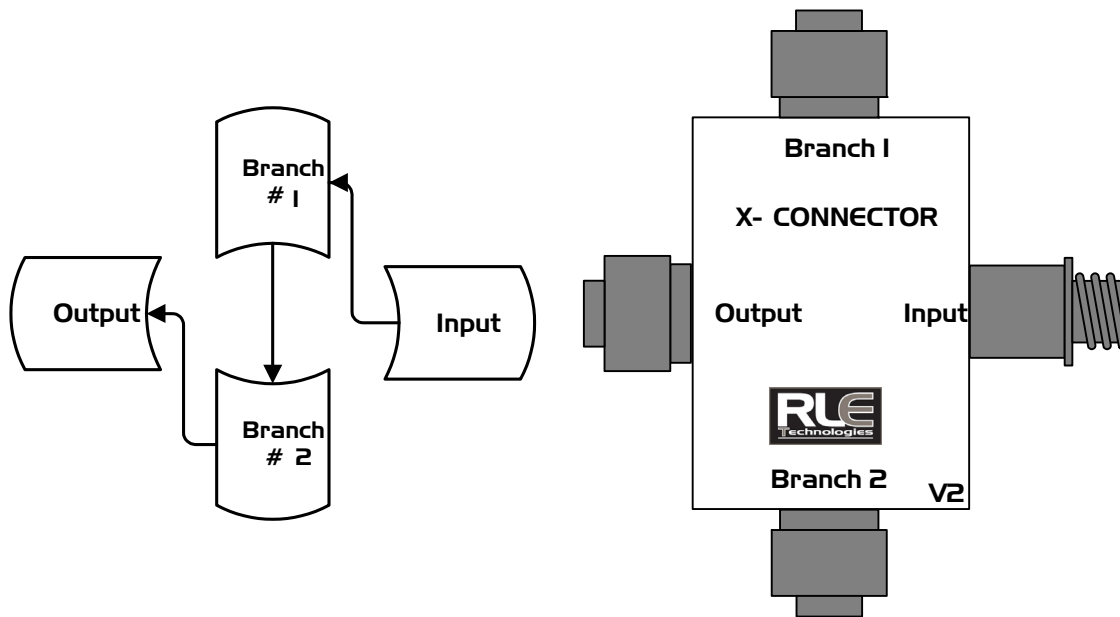 Branch
# 1
Output
Input
Branch
# 2
Branch 1
X- CONNECTOR
Output
Input
RLE
Technologies
Branch 2
V2